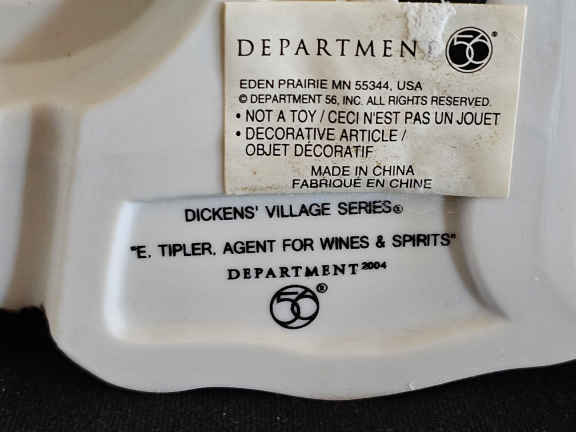 DEPARTMEN 56®
EDEN PRAIRIE MN 55344, USA
© DEPARTMENT 56, INC. ALL RIGHTS RESERVED.
• NOT A TOY / CECI N'EST PAS UN JOUET
• DECORATIVE ARTICLE /
OBJET DÉCORATIF
MADE IN CHINA
FABRIQUÉ EN CHINE
DICKENS' VILLAGE SERIES®
"E. TIPLER, AGENT FOR WINES & SPIRITS"
DEPARTMENT 2004
56®